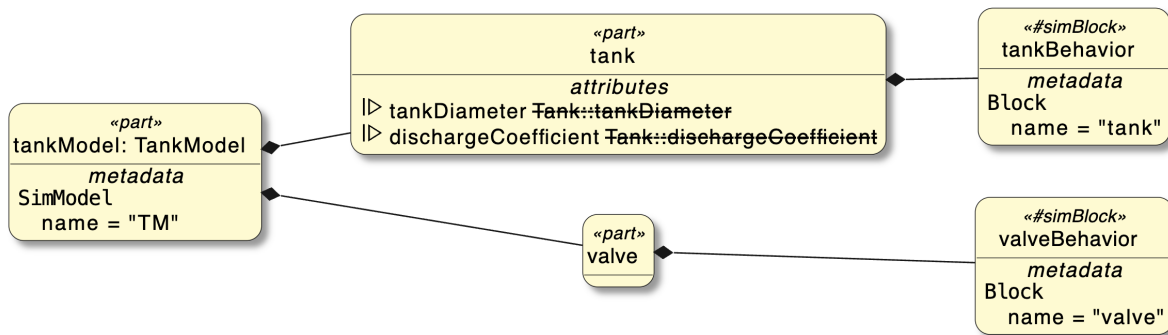 «part»
tankModel: TankModel
metadata
SimModel
name = "TM"
«part»
tank
attributes
tankDiameter Tank::tankDiameter
dischargeCoefficient Tank::dischargeCoefficient
«#simBlock»
tankBehavior
metadata
Block
name = "tank"
«part»
valve
«#simBlock»
valveBehavior
metadata
Block
name = "valve"